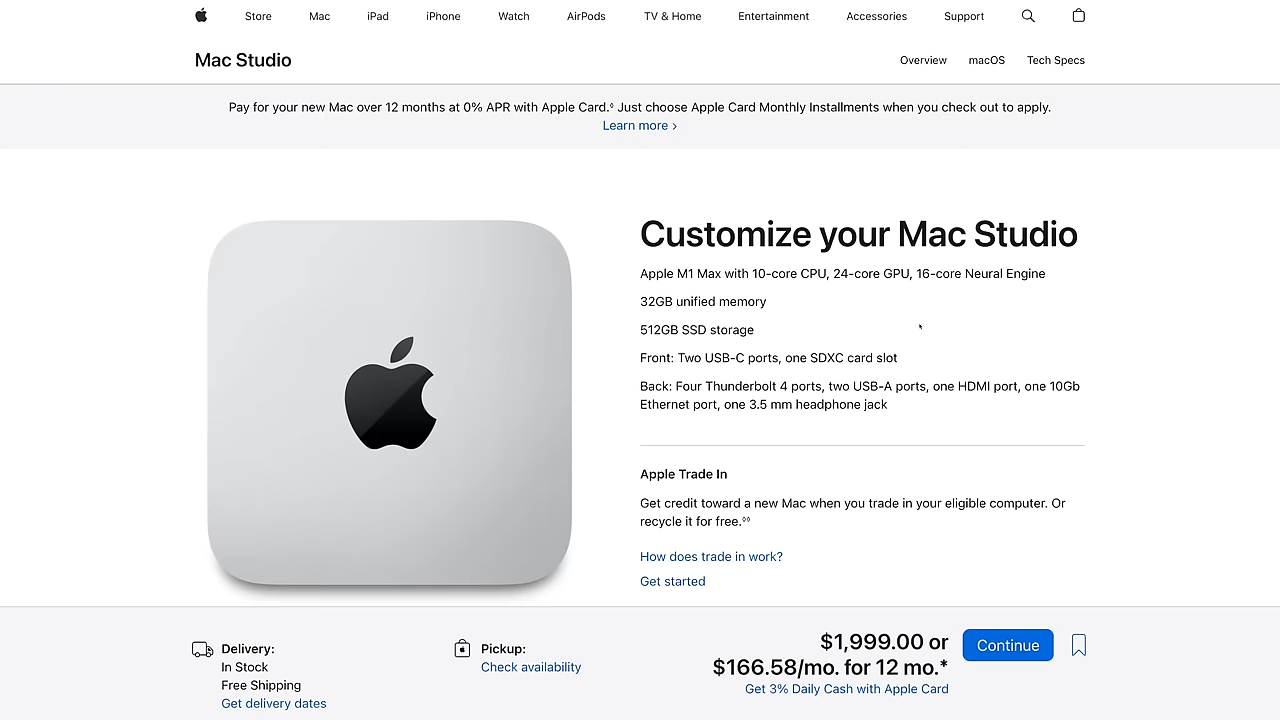 Store Mac iPad iPhone Watch AirPods TV & Home Entertainment Accessories Support
Mac Studio
Overview macOS Tech Specs
Pay for your new Mac over 12 months at 0% APR with Apple Card.◊ Just choose Apple Card Monthly Installments when you check out to apply.
Learn more >
Customize your Mac Studio
Apple M1 Max with 10-core CPU, 24-core GPU, 16-core Neural Engine
32GB unified memory
512GB SSD storage
Front: Two USB-C ports, one SDXC card slot
Back: Four Thunderbolt 4 ports, two USB-A ports, one HDMI port, one 10Gb
Ethernet port, one 3.5 mm headphone jack
Apple Trade In
Get credit toward a new Mac when you trade in your eligible computer. Or
recycle it for free.◊◊
How does trade in work?
Get started
Delivery:
In Stock
Free Shipping
Get delivery dates
Pickup:
Check availability
$1,999.00 or
$166.58/mo. for 12 mo.*
Get 3% Daily Cash with Apple Card
Continue